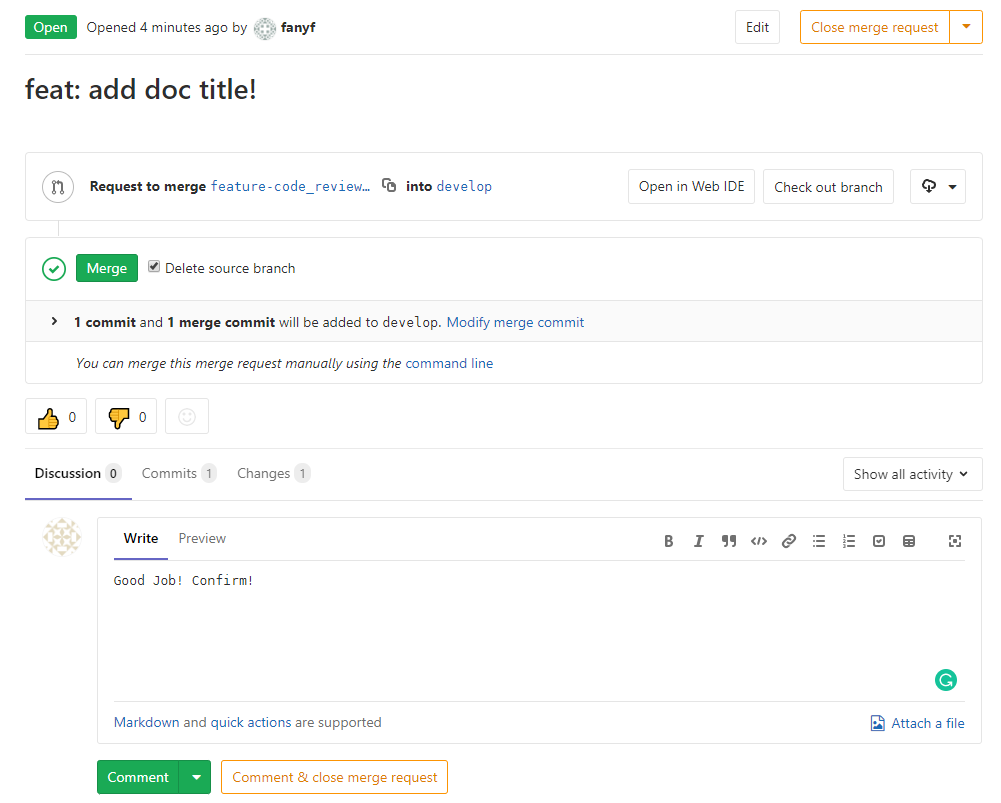 Open Opened 4 minutes ago by fanyf Edit Close merge request
feat: add doc title!
Request to merge feature-code_review… into develop Open in Web IDE Check out branch
Merge Delete source branch
1 commit and 1 merge commit will be added to develop. Modify merge commit
You can merge this merge request manually using the command line
0 0
Discussion 0 Commits 1 Changes 1 Show all activity
Write Preview
Good Job! Confirm!
Markdown and quick actions are supported Attach a file
Comment Comment & close merge request